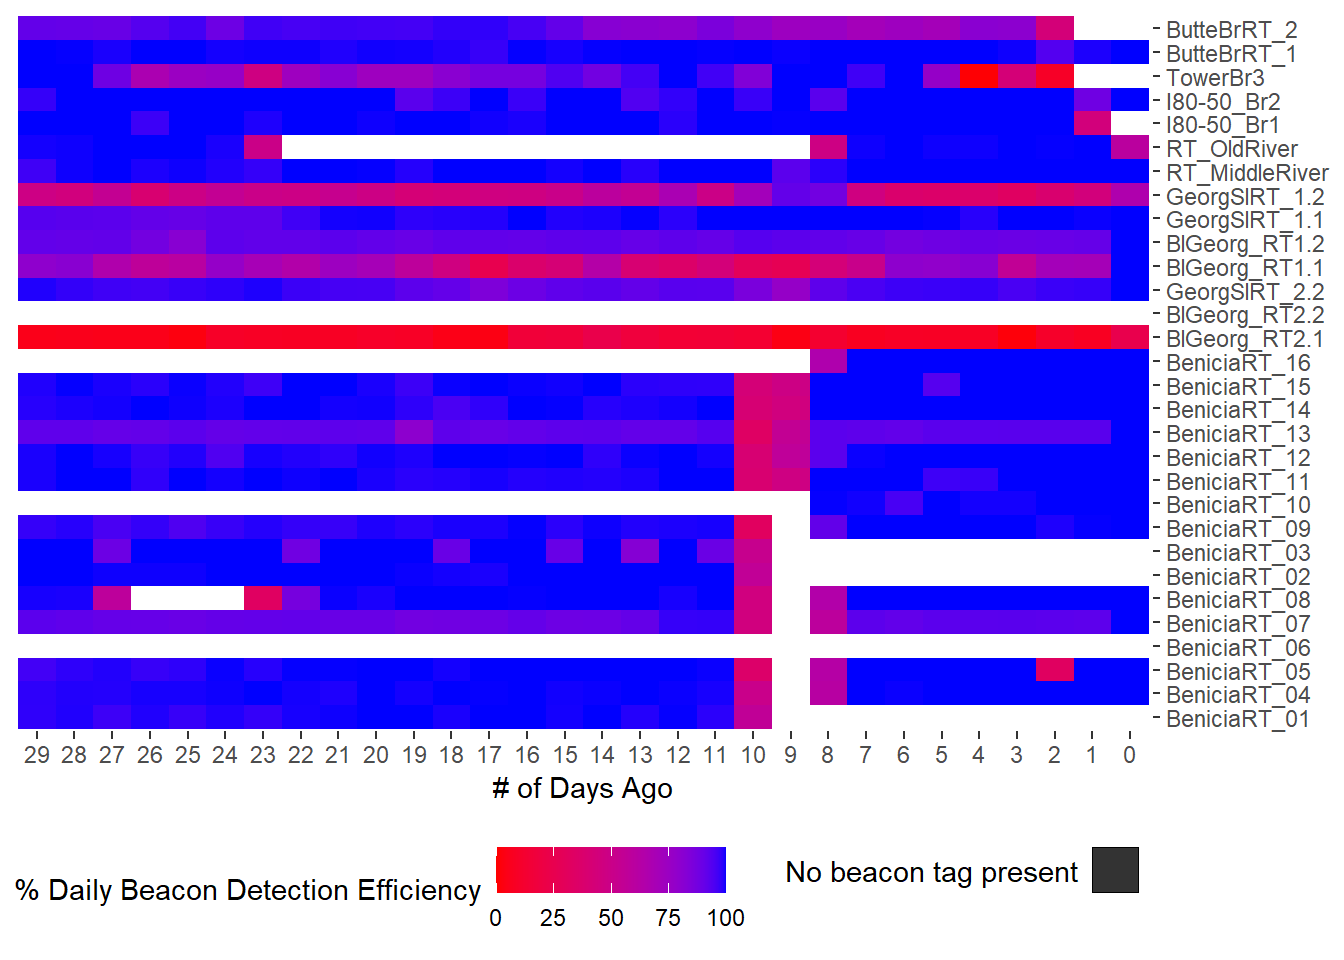 ButteBrRT_2
ButteBrRT_1
TowerBr3
I80-50_Br2
I80-50_Br1
RT_OldRiver
RT_MiddleRiver
GeorgSlRT_1.2
GeorgSlRT_1.1
BlGeorg_RT1.2
BlGeorg_RT1.1
GeorgSlRT_2.2
BlGeorg_RT2.2
BlGeorg_RT2.1
BeniciaRT_16
BeniciaRT_15
BeniciaRT_14
BeniciaRT_13
BeniciaRT_12
BeniciaRT_11
BeniciaRT_10
BeniciaRT_09
BeniciaRT_03
BeniciaRT_02
BeniciaRT_08
BeniciaRT_07
BeniciaRT_06
BeniciaRT_05
BeniciaRT_04
BeniciaRT_01
29 28 27 26 25 24 23 22 21 20 19 18 17 16 15 14 13 12 11 10 9 8 7 6 5 4 3 2 1 0
# of Days Ago
% Daily Beacon Detection Efficiency
0 25 50 75 100
No beacon tag present